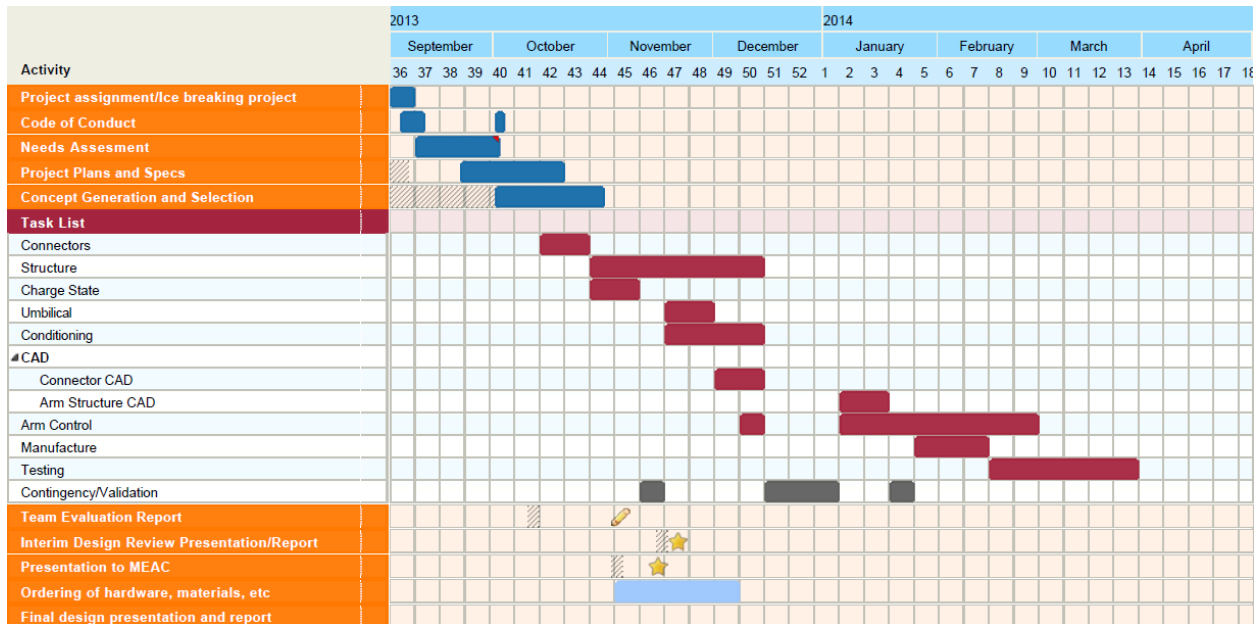 2013 2014
September October November December January February March April
Activity 36 37 38 39 40 41 42 43 44 45 46 47 48 49 50 51 52 1 2 3 4 5 6 7 8 9 10 11 12 13 14 15 16 17 18
Project assignment/Ice breaking project
Code of Conduct
Needs Assesment
Project Plans and Specs
Concept Generation and Selection
Task List
Connectors
Structure
Charge State
Umbilical
Conditioning
CAD
Connector CAD
Arm Structure CAD
Arm Control
Manufacture
Testing
Contingency/Validation
Team Evaluation Report
Interim Design Review Presentation/Report
Presentation to MEAC
Ordering of hardware, materials, etc
Final design presentation and report